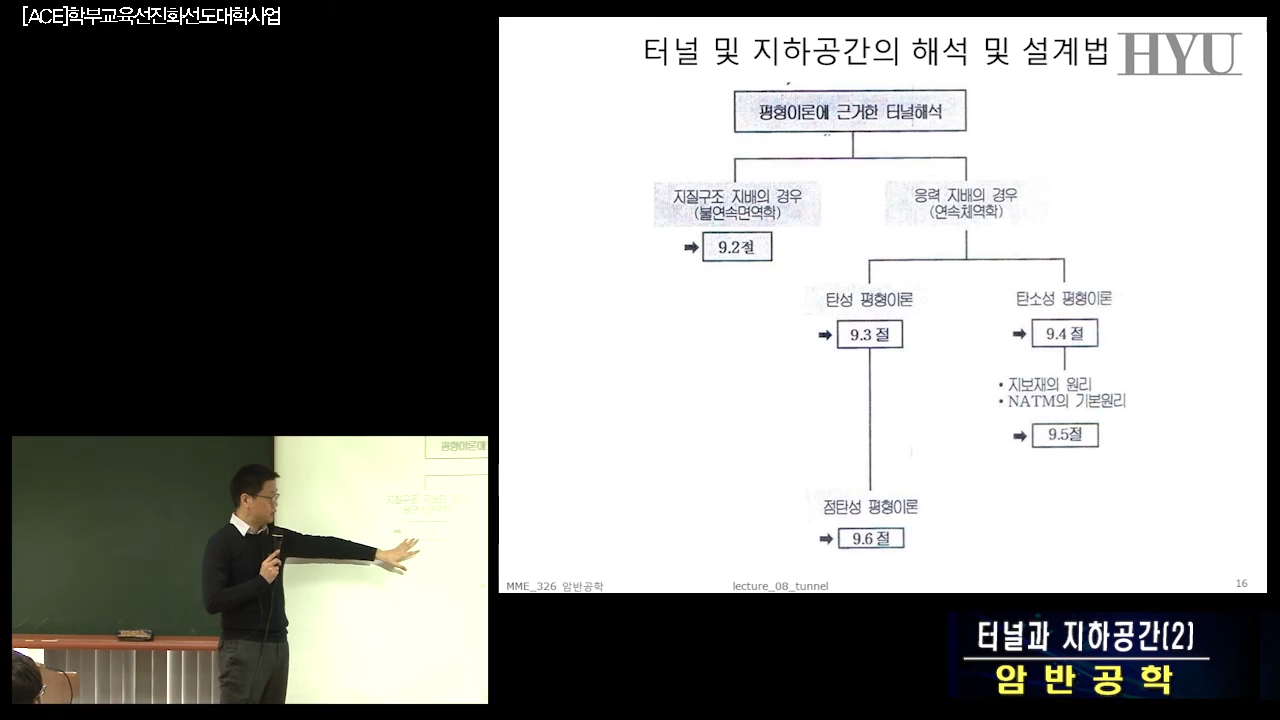 [ACE]학부교육선진화선도대학사업
터널 및 지하공간의 해석 및 설계법
HYU
평형이론에 근거한 터널해석
지질구조 지배의 경우
(불연속면역학)
➡ 9.2절
응력 지배의 경우
(연속체역학)
탄성 평형이론
➡ 9.3절
탄소성 평형이론
➡ 9.4절
• 지보재의 원리
• NATM의 기본원리
➡ 9.5절
점탄성 평형이론
➡ 9.6절
MME_326 암반공학
lecture_08_tunnel
16
평형이론에
터널과 지하공간(2)
암반공학